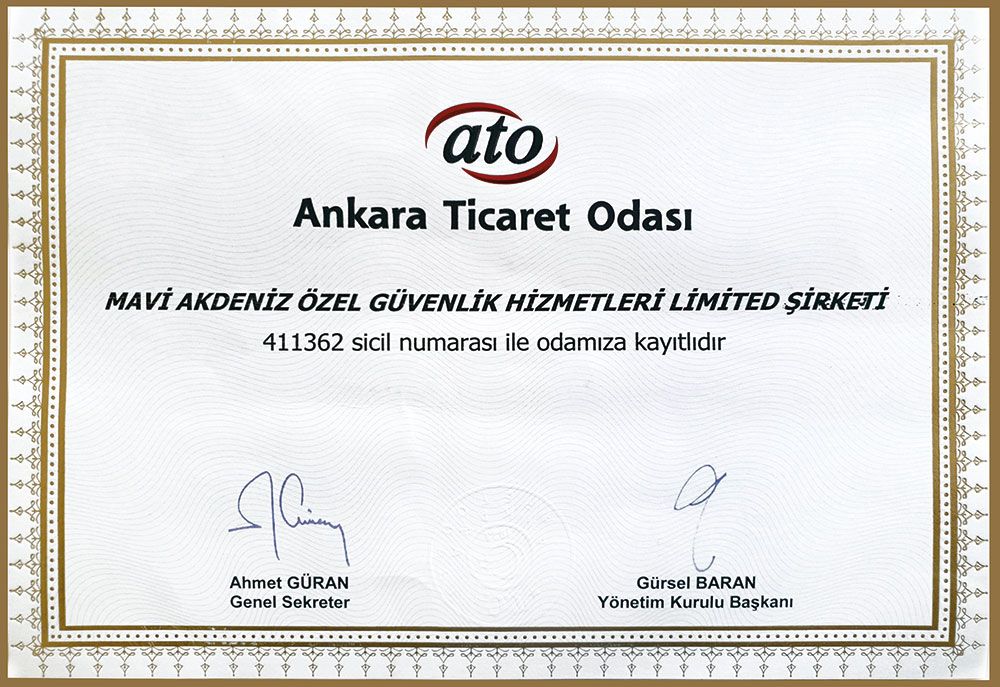 ato
Ankara Ticaret Odası
MAVİ AKDENİZ ÖZEL GÜVENLİK HİZMETLERİ LİMİTED ŞİRKETİ
411362 sicil numarası ile odamıza kayıtlıdır
Ahmet GÜRAN
Genel Sekreter
Gürsel BARAN
Yönetim Kurulu Başkanı